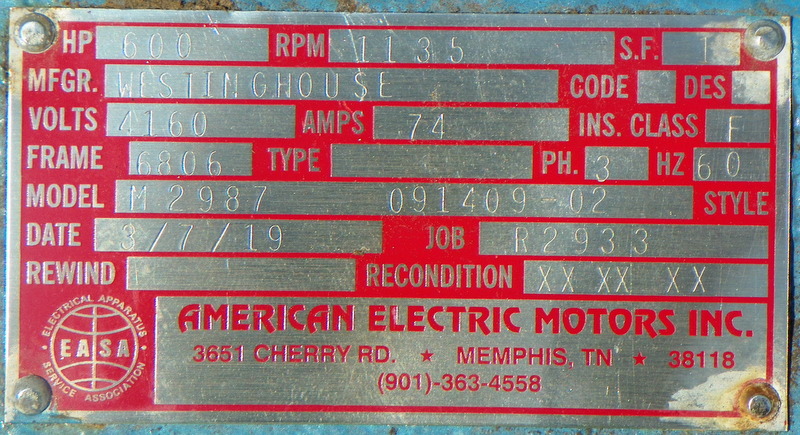 HP 600 RPM 1135 S.F. 1
MFGR. WESTINGHOUSE CODE DES
VOLTS 4160 AMPS 74 INS. CLASS F
FRAME 6806 TYPE PH. 3 HZ 60
MODEL M2987 091409-02 STYLE
DATE 3/7/19 JOB R2933
REWIND RECONDITION XX XX XX
ELECTRICAL APPARATUS
EASA
SERVICE ASSOCIATION
AMERICAN ELECTRIC MOTORS INC.
3651 CHERRY RD. ★ MEMPHIS, TN ★ 38118
(901)-363-4558